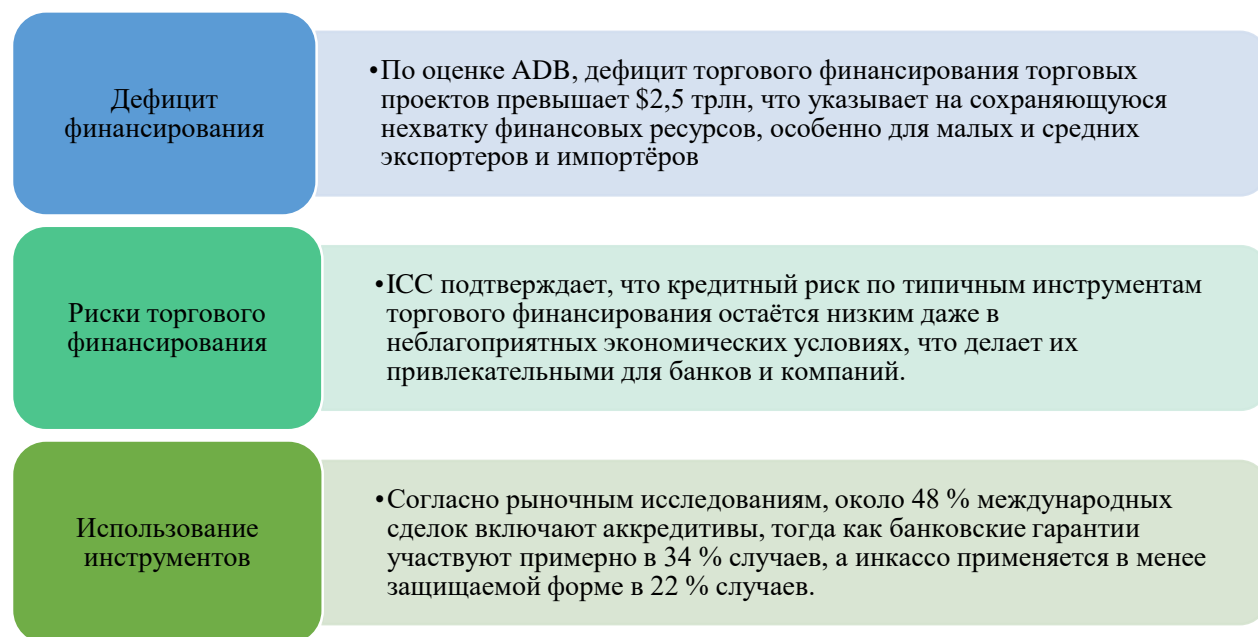 Дефицит
финансирования
•По оценке ADB, дефицит торгового финансирования торговых
проектов превышает $2,5 трлн, что указывает на сохраняющуюся
нехватку финансовых ресурсов, особенно для малых и средних
экспортеров и импортёров
Риски торгового
финансирования
•ICC подтверждает, что кредитный риск по типичным инструментам
торгового финансирования остаётся низким даже в
неблагоприятных экономических условиях, что делает их
привлекательными для банков и компаний.
Использование
инструментов
•Согласно рыночным исследованиям, около 48 % международных
сделок включают аккредитивы, тогда как банковские гарантии
участвуют примерно в 34 % случаев, а инкассо применяется в менее
защищаемой форме в 22 % случаев.